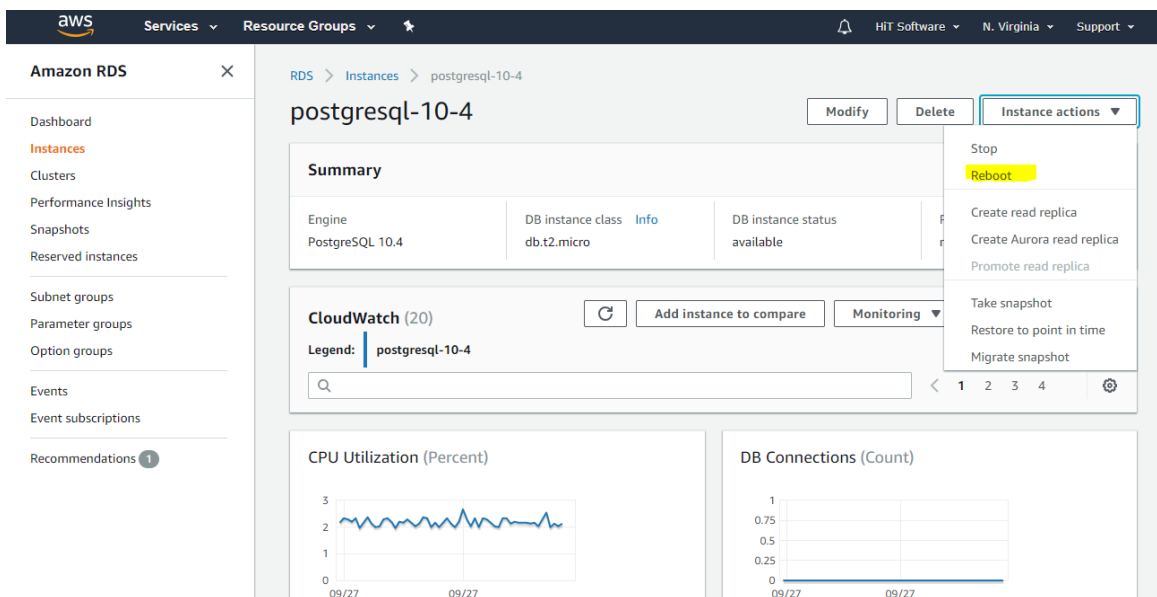 aws Services Resource Groups HiT Software N. Virginia Support
Amazon RDS
Dashboard
Instances
Clusters
Performance Insights
Snapshots
Reserved instances
Subnet groups
Parameter groups
Option groups
Events
Event subscriptions
Recommendations 1
RDS > Instances > postgresql-10-4
postgresql-10-4
Modify Delete Instance actions
Stop
Reboot
Create read replica
Create Aurora read replica
Promote read replica
Take snapshot
Restore to point in time
Migrate snapshot
Summary
Engine
PostgreSQL 10.4
DB instance class Info
db.t2.micro
DB instance status
available
CloudWatch (20)
Add instance to compare Monitoring
Legend: postgresql-10-4
1 2 3 4
CPU Utilization (Percent)
3
2
1
0
09/27 09/27
DB Connections (Count)
1
0.75
0.5
0.25
0
09/27 09/27